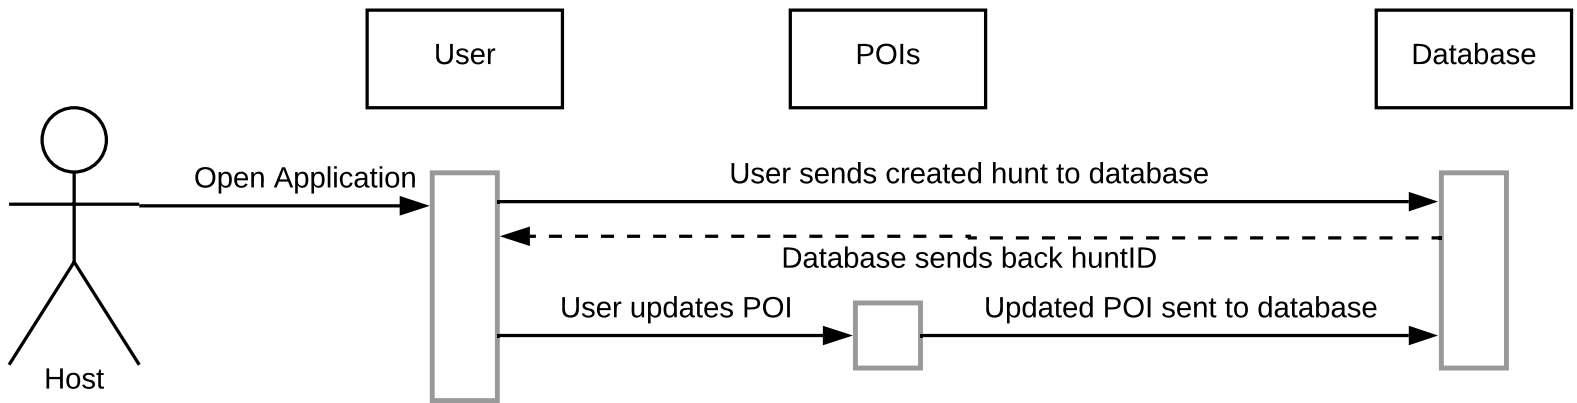 User
POIs
Database
Open Application
User sends created hunt to database
Database sends back huntID
User updates POI
Updated POI sent to database
Host